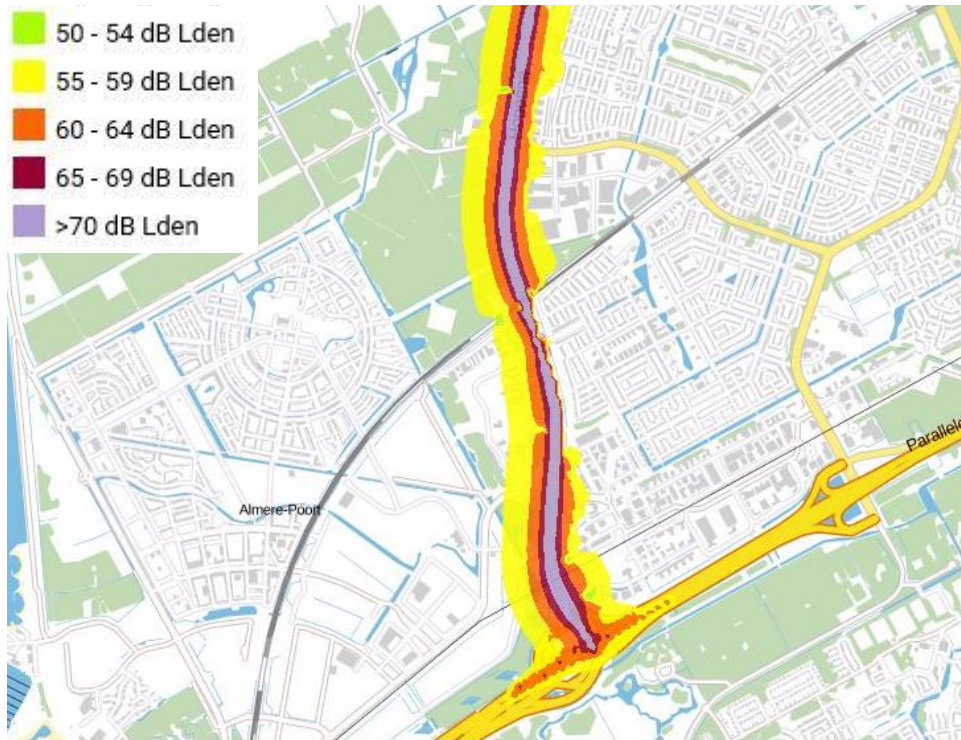 50 - 54 dB Lden
55 - 59 dB Lden
60 - 64 dB Lden
65 - 69 dB Lden
>70 dB Lden
Almere-Poort